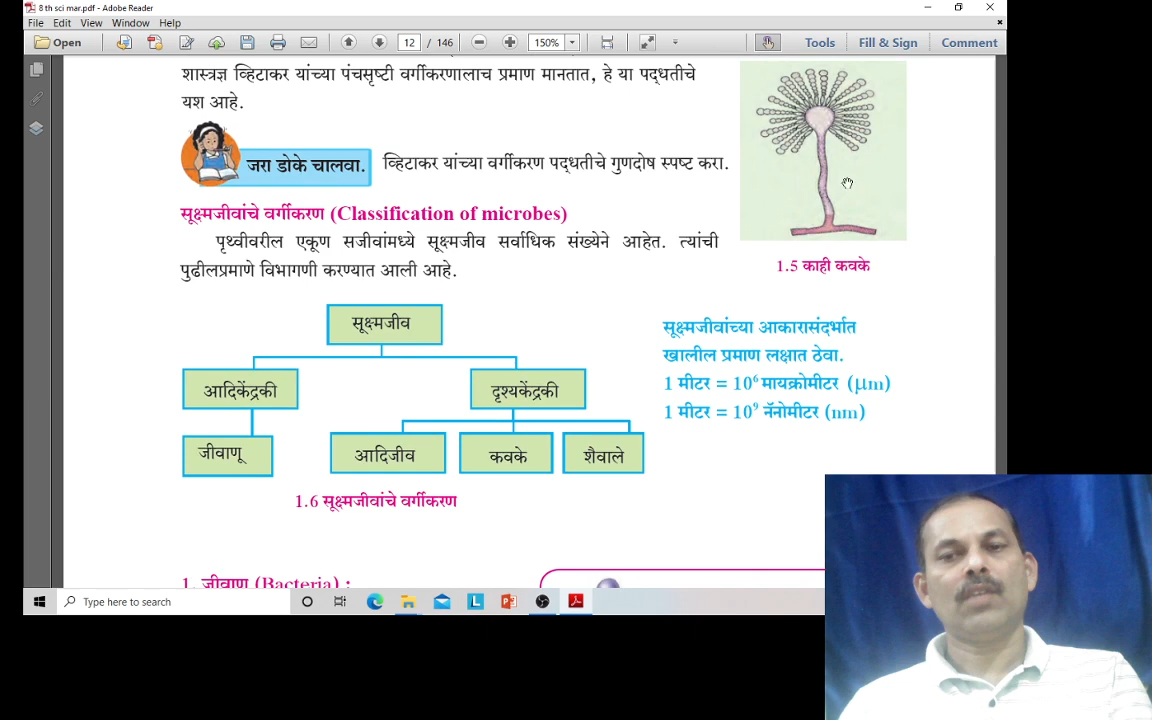 8 th sci mar.pdf - Adobe Reader
File Edit View Window Help
Open 12 / 146 150% Tools Fill & Sign Comment
शास्त्रज्ञ व्हिटाकर यांच्या पंचसृष्टी वर्गीकरणालाच प्रमाण मानतात, हे या पद्धतीचे
यश आहे.
जरा डोके चालवा. व्हिटाकर यांच्या वर्गीकरण पद्धतीचे गुणदोष स्पष्ट करा.
सूक्ष्मजीवांचे वर्गीकरण (Classification of microbes)
पृथ्वीवरील एकूण सजीवांमध्ये सूक्ष्मजीव सर्वाधिक संख्येने आहेत. त्यांची
पुढीलप्रमाणे विभागणी करण्यात आली आहे.
1.5 काही कवके
सूक्ष्मजीव
आदिकेंद्रकी दृश्यकेंद्रकी
जीवाणू आदिजीव कवके शैवाले
1.6 सूक्ष्मजीवांचे वर्गीकरण
सूक्ष्मजीवांच्या आकारासंदर्भात
खालील प्रमाण लक्षात ठेवा.
1 मीटर = 10⁶ मायक्रोमीटर (μm)
1 मीटर = 10⁹ नॅनोमीटर (nm)
1. जीवाणू (Bacteria) :
Type here to search